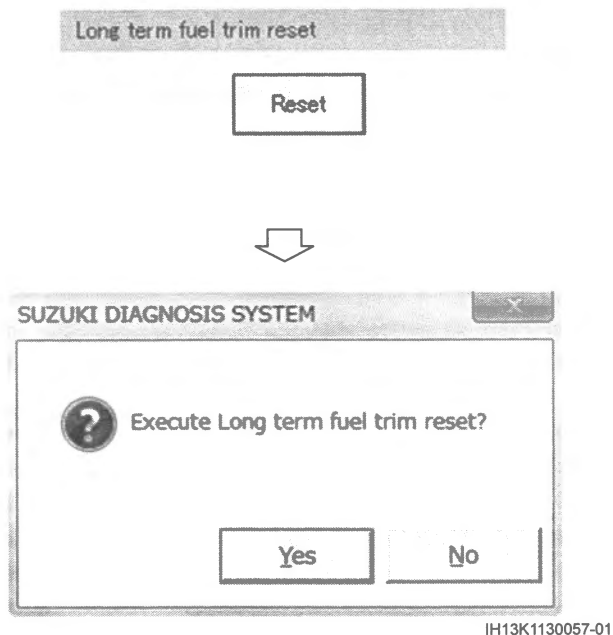 Long term fuel trim reset
Reset
SUZUKI DIAGNOSIS SYSTEM
Execute Long term fuel trim reset?
Yes
No
IH13K1130057-01